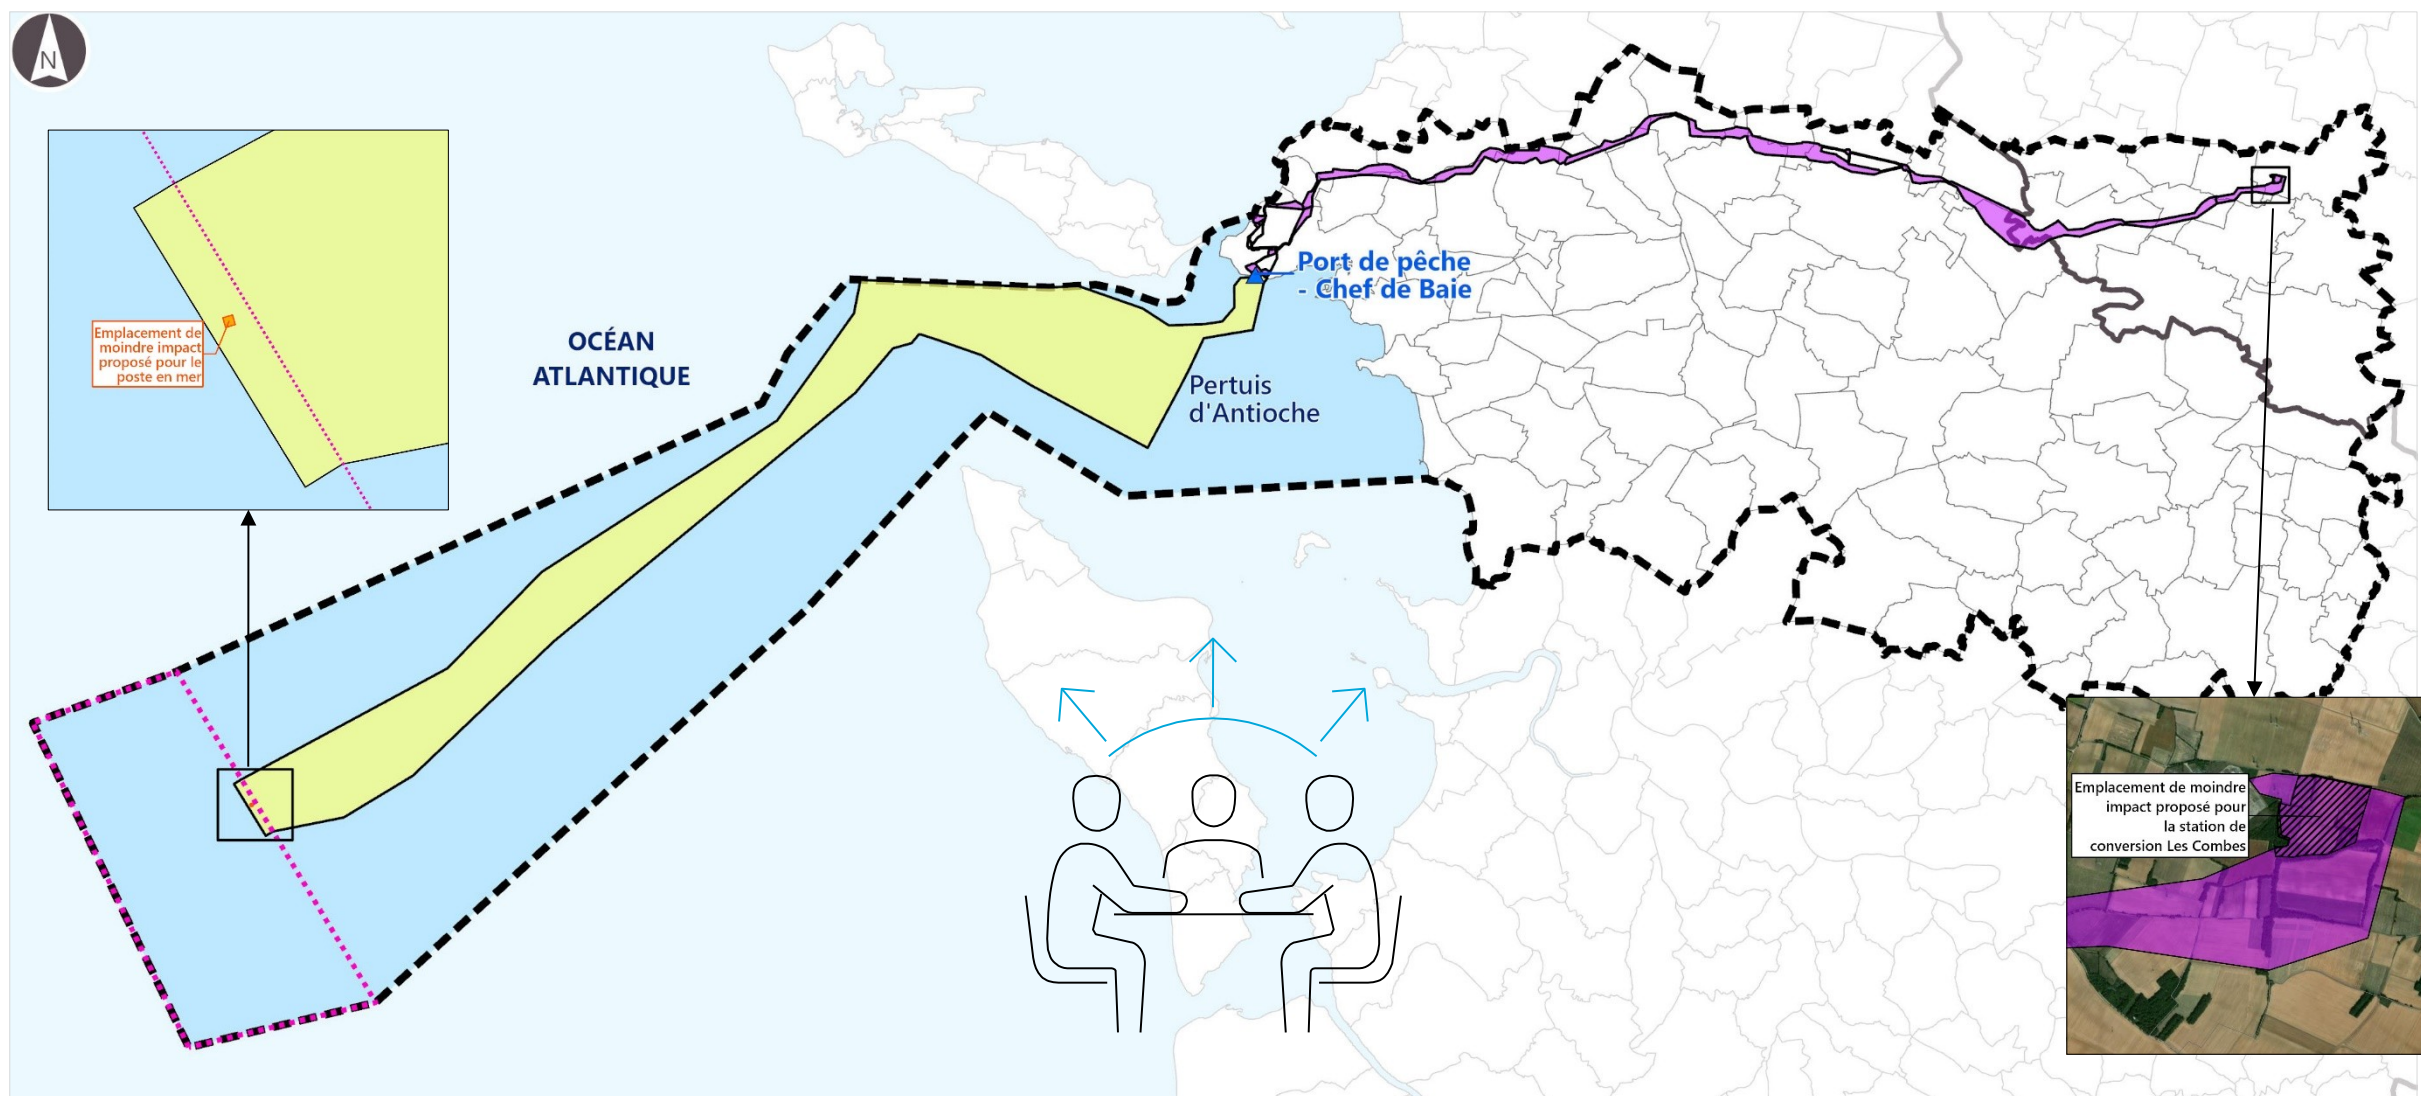 N
Emplacement de
moindre impact
proposé pour le
poste en mer
OCÉAN
ATLANTIQUE
Port de pêche
- Chef de Baie
Pertuis
d'Antioche
Emplacement de moindre
impact proposé pour
la station de
conversion Les Combes